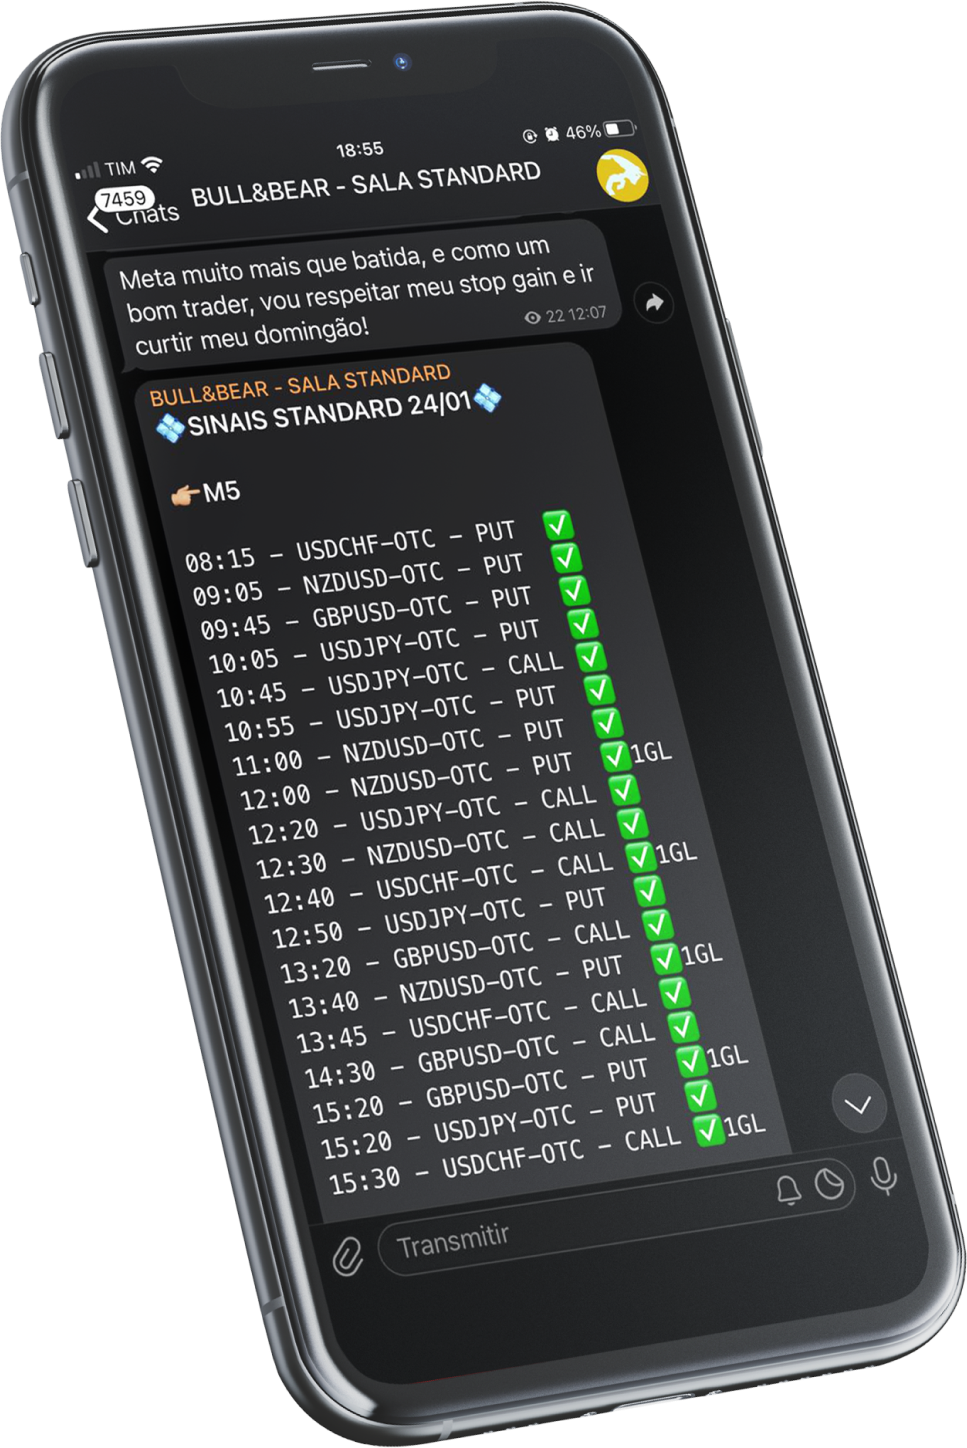 18:55
46%
TIM
7459
Chats
BULL&BEAR - SALA STANDARD
Meta muito mais que batida, e como um
bom trader, vou respeitar meu stop gain e ir
curtir meu domingão!
22 12:07
BULL&BEAR - SALA STANDARD
💠SINAIS STANDARD 24/01💠
👉🏼M5
08:15 – USDCHF–OTC – PUT ✅
09:05 – NZDUSD–OTC – PUT ✅
09:45 – GBPUSD–OTC – PUT ✅
10:05 – USDJPY–OTC – PUT ✅
10:45 – USDJPY–OTC – CALL ✅
10:55 – USDJPY–OTC – PUT ✅
11:00 – NZDUSD–OTC – PUT ✅
12:00 – NZDUSD–OTC – PUT ✅1GL
12:20 – USDJPY–OTC – CALL ✅
12:30 – NZDUSD–OTC – CALL ✅
12:40 – USDCHF–OTC – CALL ✅1GL
12:50 – USDJPY–OTC – PUT ✅
13:20 – GBPUSD–OTC – CALL ✅
13:40 – NZDUSD–OTC – PUT ✅1GL
13:45 – USDCHF–OTC – CALL ✅
14:30 – GBPUSD–OTC – CALL ✅
15:20 – GBPUSD–OTC – PUT ✅1GL
15:20 – USDJPY–OTC – PUT ✅
15:30 – USDCHF–OTC – CALL ✅1GL
Transmitir